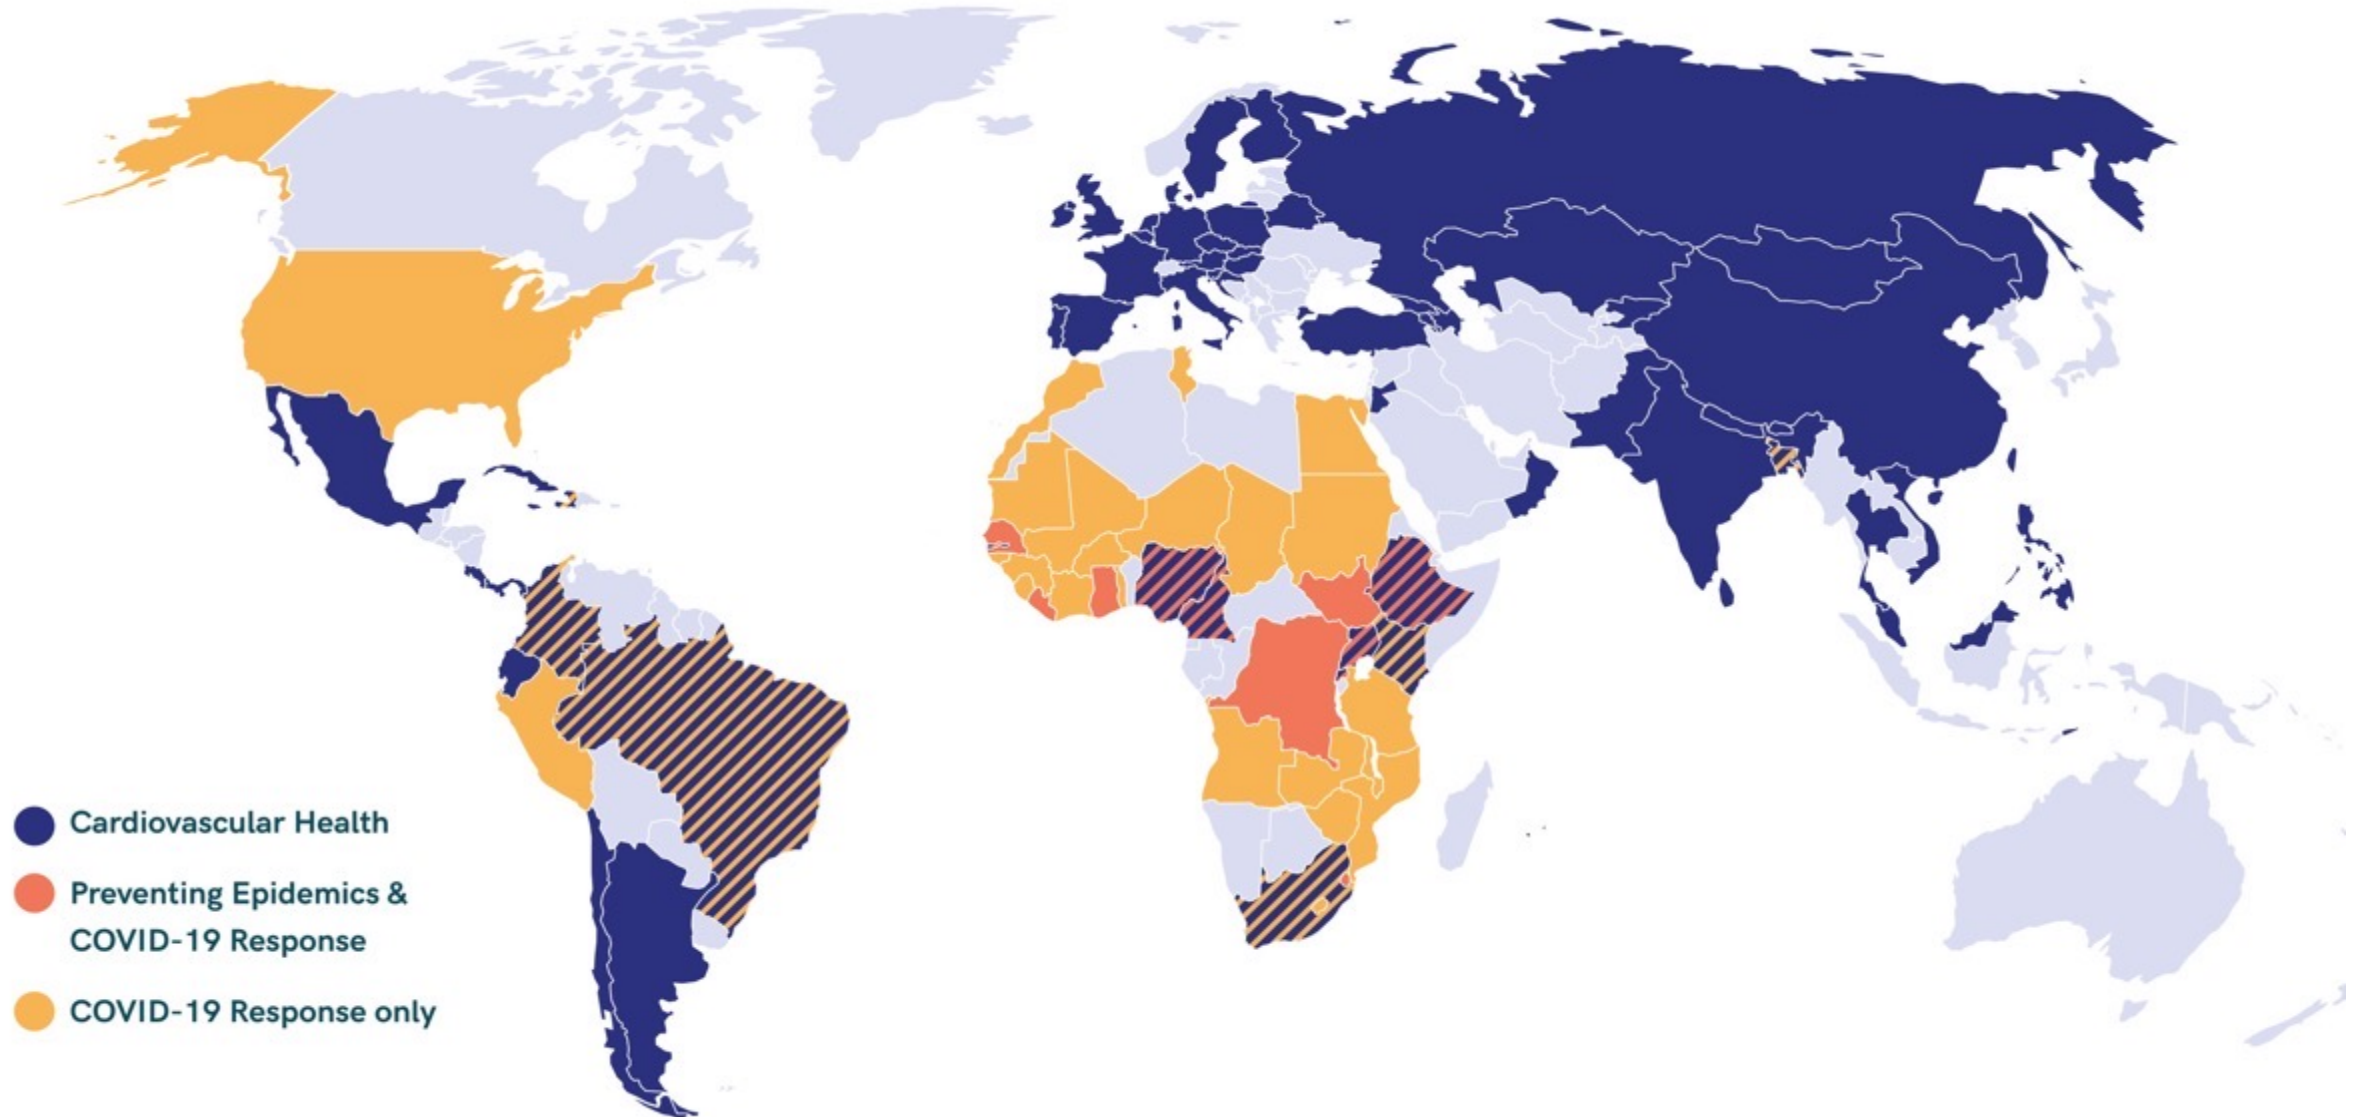 Cardiovascular Health
Preventing Epidemics &
COVID-19 Response
COVID-19 Response only